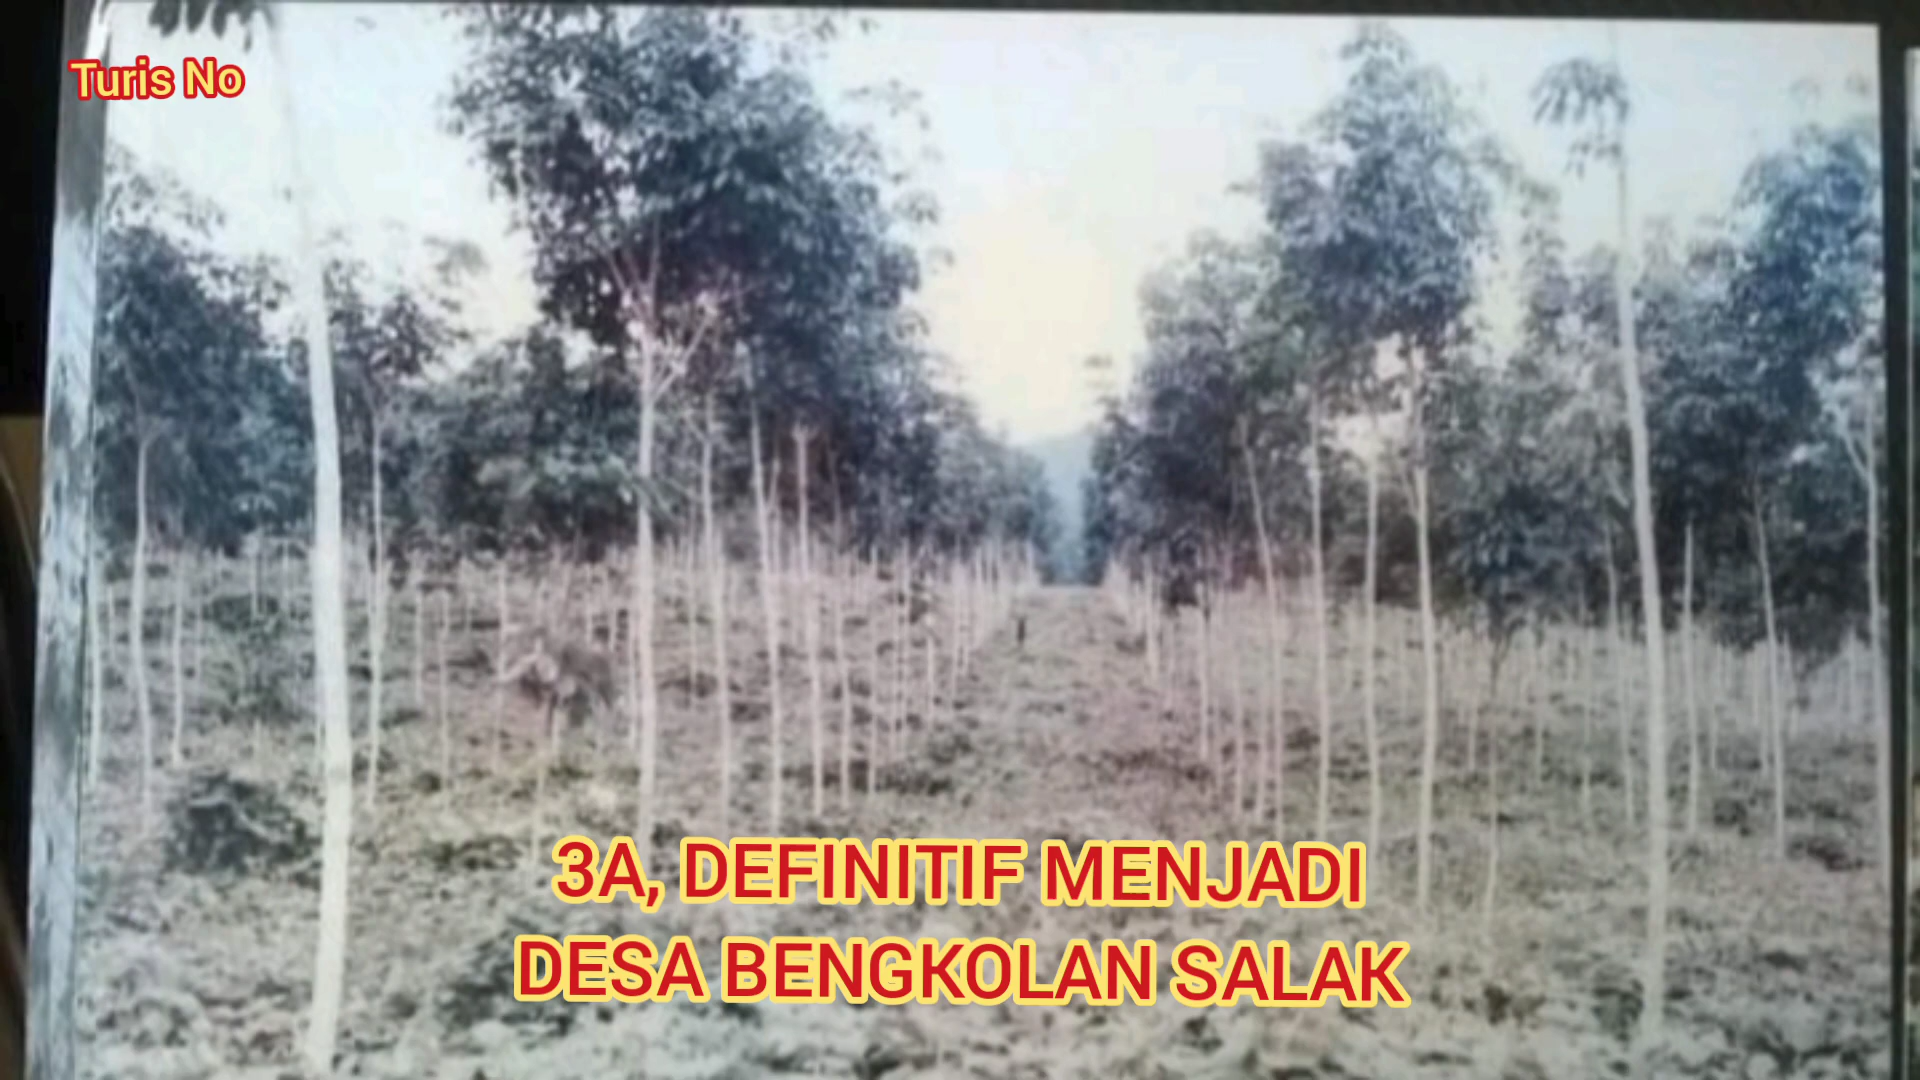 Turis No
3A, DEFINITIF MENJADI
DESA BENGKOLAN SALAK